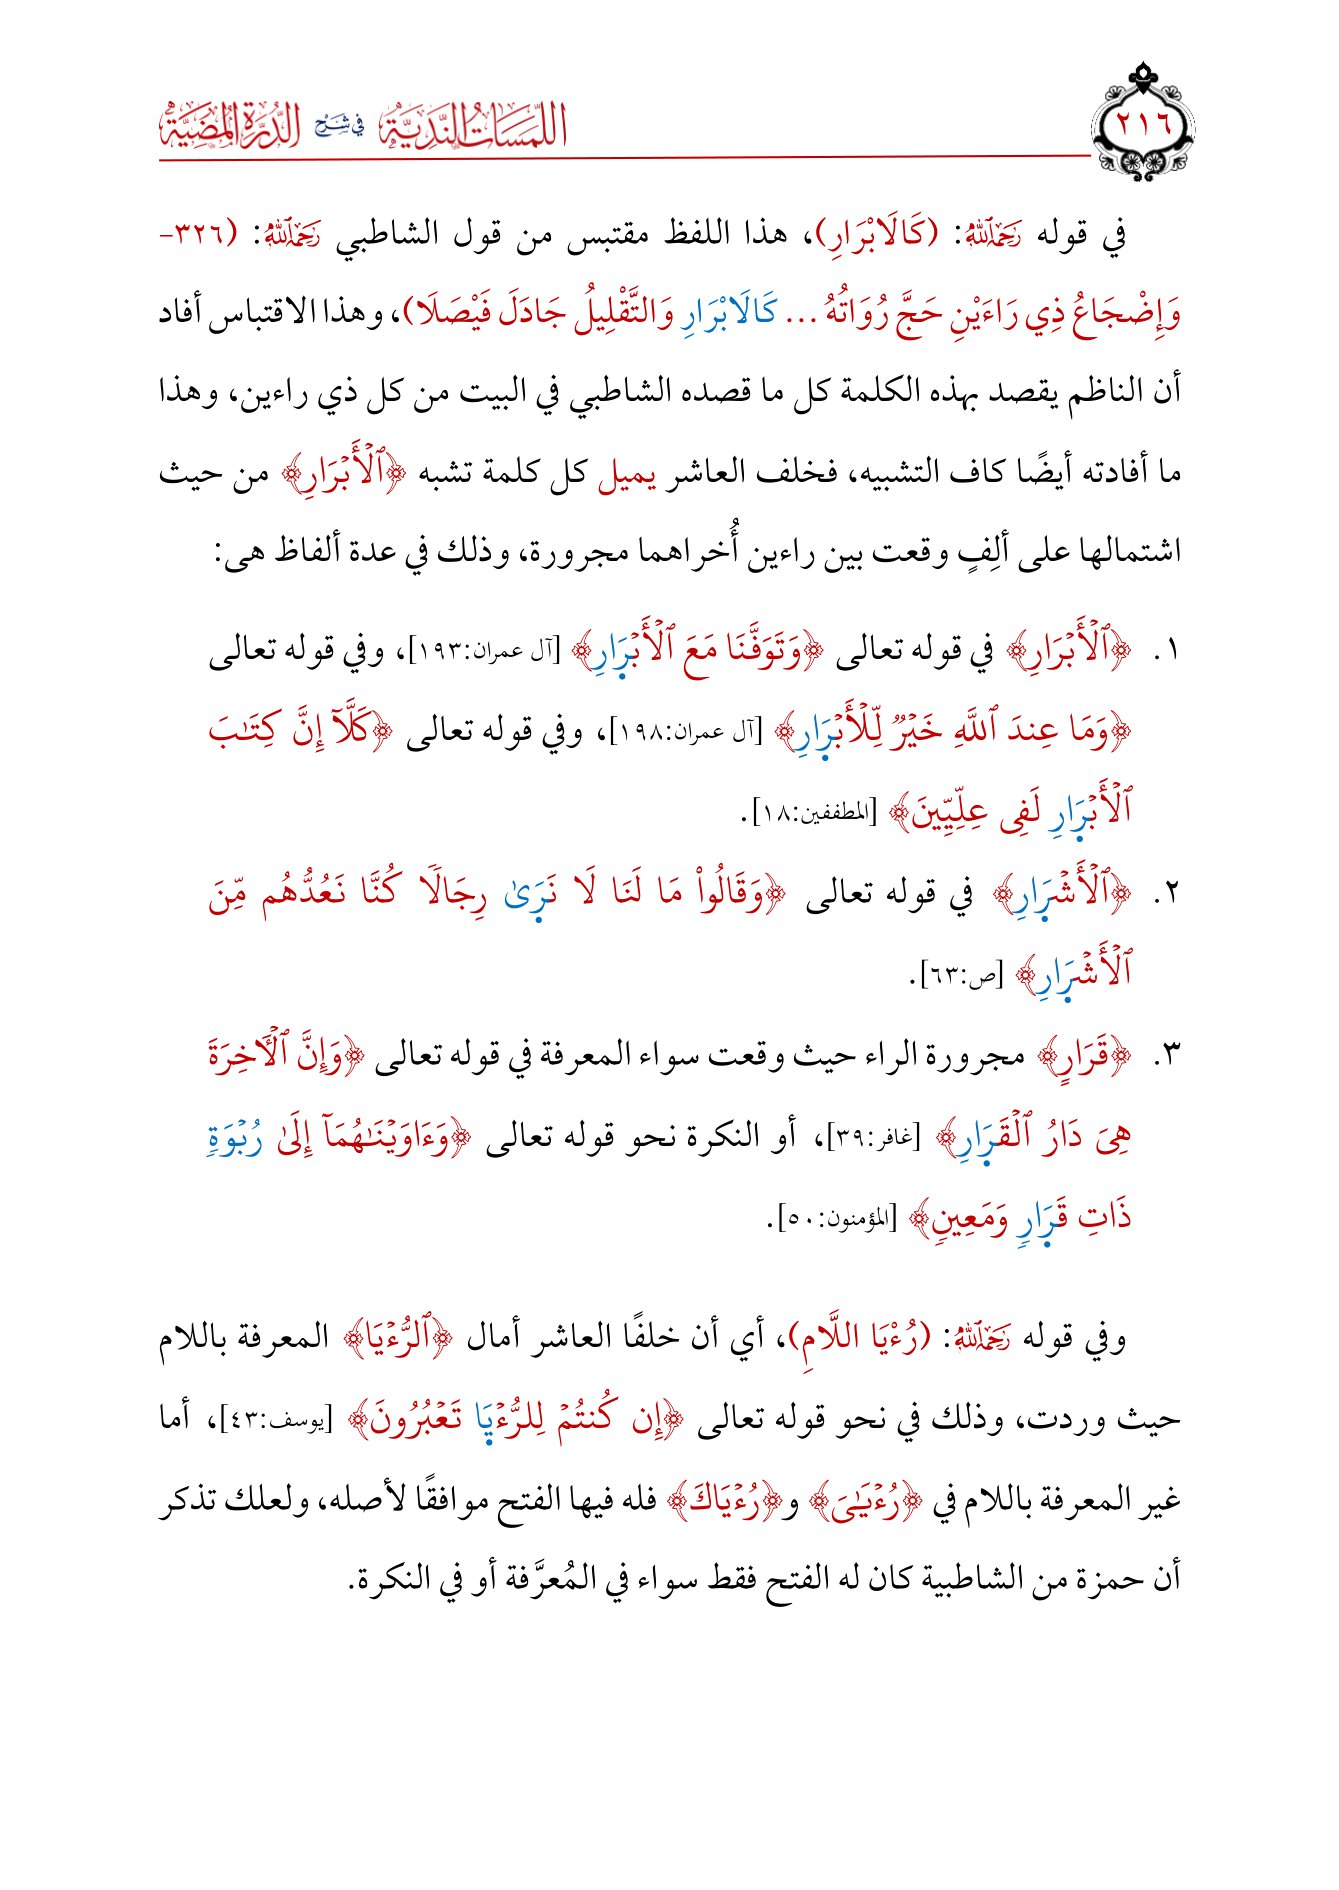 اللمسات الندية في شرح الدرة المضية
٢١٦
في قوله رَحِمَهُ ٱللَّهُ: (كَالَابْرَارِ)، هذا اللفظ مقتبس من قول الشاطبي رَحِمَهُ ٱللَّهُ: (٣٢٦-
وَإِضْجَاعُ ذِي رَاءَيْنِ حَجَّ رُوَاتُهُ ... كَالَابْرَارِ وَالتَّقْلِيلُ جَادَلَ فَيْصَلَا)، وهذا الاقتباس أفاد
أن الناظم يقصد بهذه الكلمة كل ما قصده الشاطبي في البيت من كل ذي راءين، وهذا
ما أفادته أيضًا كاف التشبيه، فخلف العاشر يميل كل كلمة تشبه ﴿ٱلۡأَبۡرَارِ﴾ من حيث
اشتمالها على ألِفٍ وقعت بين راءين أُخراهما مجرورة، وذلك في عدة ألفاظ هى:
١. ﴿ٱلۡأَبۡرَارِ﴾ في قوله تعالى ﴿وَتَوَفَّنَا مَعَ ٱلۡأَبۡرَارِ﴾ [آل عمران:١٩٣]، وفي قوله تعالى
﴿وَمَا عِندَ ٱللَّهِ خَيۡرٞ لِّلۡأَبۡرَارِ﴾ [آل عمران:١٩٨]، وفي قوله تعالى ﴿كَلَّآ إِنَّ كِتَٰبَ
ٱلۡأَبۡرَارِ لَفِى عِلِّيِّينَ﴾ [المطففين:١٨].
٢. ﴿ٱلۡأَشۡرَارِ﴾ في قوله تعالى ﴿وَقَالُواْ مَا لَنَا لَا نَرَىٰ رِجَالٗا كُنَّا نَعُدُّهُم مِّنَ
ٱلۡأَشۡرَارِ﴾ [ص:٦٣].
٣. ﴿قَرَارٍ﴾ مجرورة الراء حيث وقعت سواء المعرفة في قوله تعالى ﴿وَإِنَّ ٱلۡأٓخِرَةَ
هِىَ دَارُ ٱلۡقَرَارِ﴾ [غافر:٣٩]، أو النكرة نحو قوله تعالى ﴿وَءَاوَيۡنَٰهُمَآ إِلَىٰ رُبۡوَةٖ
ذَاتِ قَرَارٖ وَمَعِينٖ﴾ [المؤمنون:٥٠].
وفي قوله رَحِمَهُ ٱللَّهُ: (رُءْيَا اللَّامِ)، أي أن خلفًا العاشر أمال ﴿ٱلرُّءۡيَا﴾ المعرفة باللام
حيث وردت، وذلك في نحو قوله تعالى ﴿إِن كُنتُمۡ لِلرُّءۡيَا تَعۡبُرُونَ﴾ [يوسف:٤٣]، أما
غير المعرفة باللام في ﴿رُءۡيَٰىَ﴾ و﴿رُءۡيَاكَ﴾ فله فيها الفتح موافقًا لأصله، ولعلك تذكر
أن حمزة من الشاطبية كان له الفتح فقط سواء في المُعرَّفة أو في النكرة.